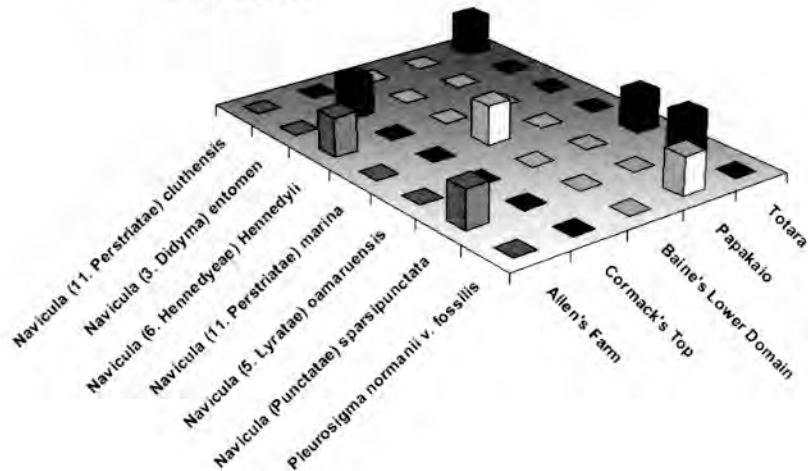 Navicula (11. Perstriatae) cluthensis
Navicula (3. Didyma) entomen
Navicula (6. Hennedyeae) Hennedyii
Navicula (11. Perstriatae) marina
Navicula (5. Lyratae) oamaruensis
Navicula (Punctatae) sparsipunctata
Pleurosigma normanii v. fossilis
Allen's Farm
Cormack's Top
Baine's Lower Domain
Papakaio
Totara